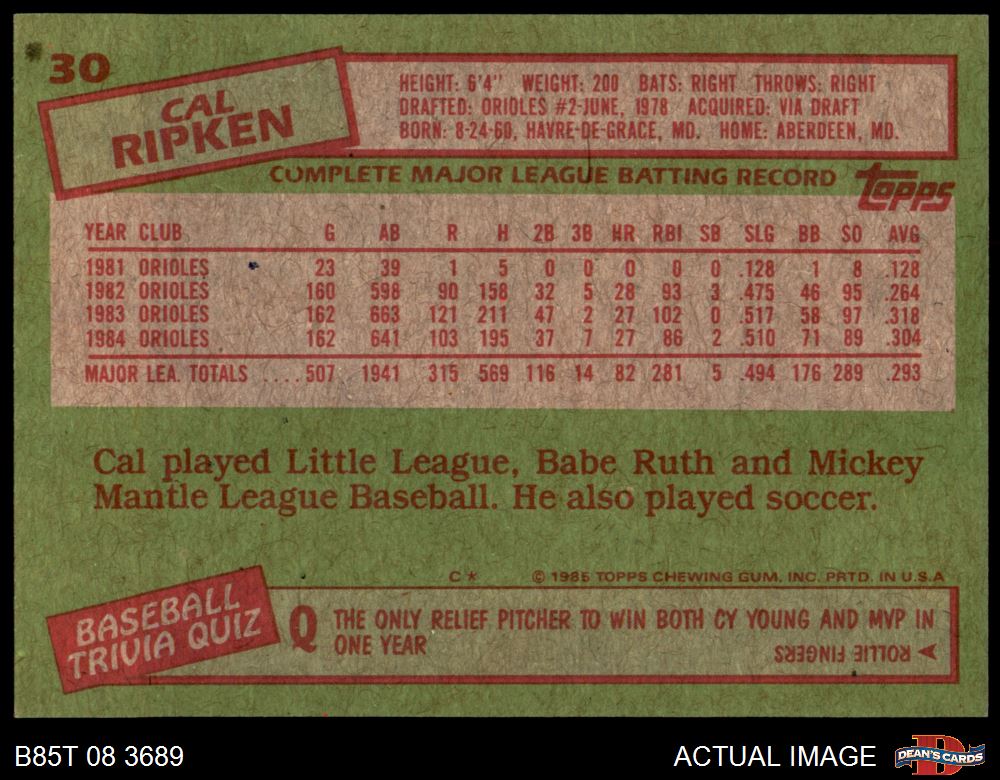 30
CAL
RIPKEN
HEIGHT: 6'4" WEIGHT: 200 BATS: RIGHT THROWS: RIGHT
DRAFTED: ORIOLES #2-JUNE, 1978 ACQUIRED: VIA DRAFT
BORN: 8-24-60, HAVRE-DE-GRACE, MD. HOME: ABERDEEN, MD.
COMPLETE MAJOR LEAGUE BATTING RECORD
topps
YEAR CLUB G AB R H 2B 3B HR RBI SB SLG BB SO AVG
1981 ORIOLES 23 39 1 5 0 0 0 0 0 .128 1 8 .128
1982 ORIOLES 160 598 90 158 32 5 28 93 3 .475 46 95 .264
1983 ORIOLES 162 663 121 211 47 2 27 102 0 .517 58 97 .318
1984 ORIOLES 162 641 103 195 37 7 27 86 2 .510 71 89 .304
MAJOR LEA. TOTALS ....507 1941 315 569 116 14 82 281 5 .494 176 289 .293
Cal played Little League, Babe Ruth and Mickey
Mantle League Baseball. He also played soccer.
C* © 1985 TOPPS CHEWING GUM, INC. PRTD. IN U.S.A
BASEBALL
TRIVIA QUIZ
Q THE ONLY RELIEF PITCHER TO WIN BOTH CY YOUNG AND MVP IN
ONE YEAR
ROLLIE FINGERS
B85T 08 3689
ACTUAL IMAGE
D
DEAN'S CARDS